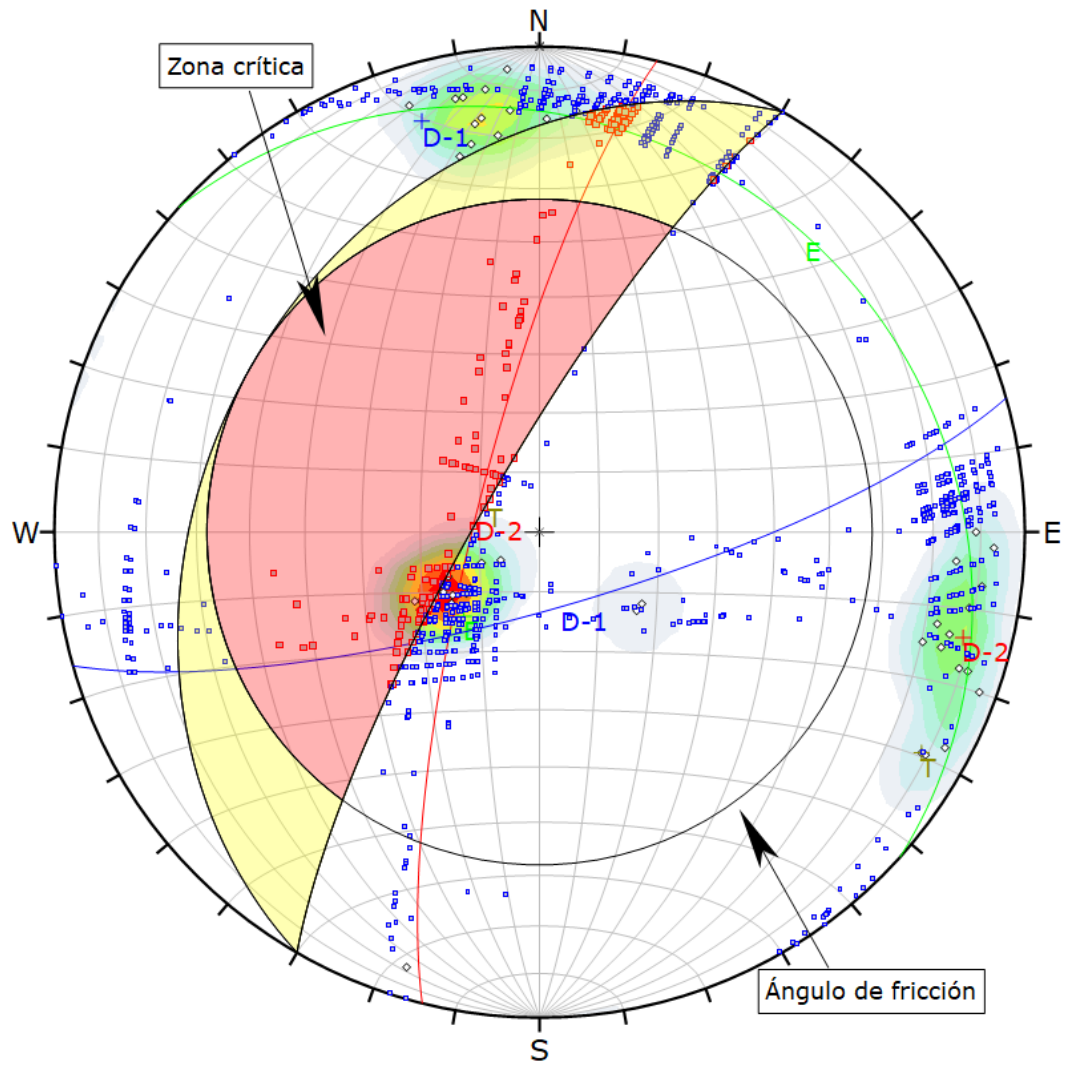 N
Zona crítica
D-1
E
T
D-2
W
E
D-1
E
D-2
T
Ángulo de fricción
S